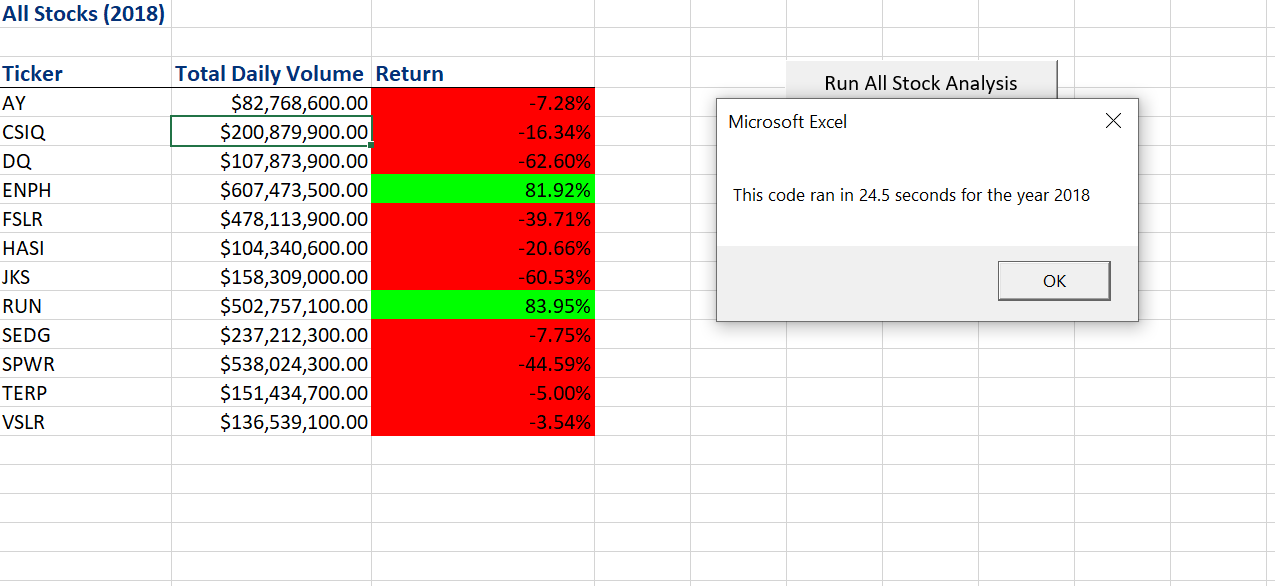 All Stocks (2018)
Ticker Total Daily Volume Return
Run All Stock Analysis
AY $82,768,600.00 -7.28%
Microsoft Excel
CSIQ $200,879,900.00 -16.34%
DQ $107,873,900.00 -62.60%
ENPH $607,473,500.00 81.92%
This code ran in 24.5 seconds for the year 2018
FSLR $478,113,900.00 -39.71%
HASI $104,340,600.00 -20.66%
JKS $158,309,000.00 -60.53%
OK
RUN $502,757,100.00 83.95%
SEDG $237,212,300.00 -7.75%
SPWR $538,024,300.00 -44.59%
TERP $151,434,700.00 -5.00%
VSLR $136,539,100.00 -3.54%